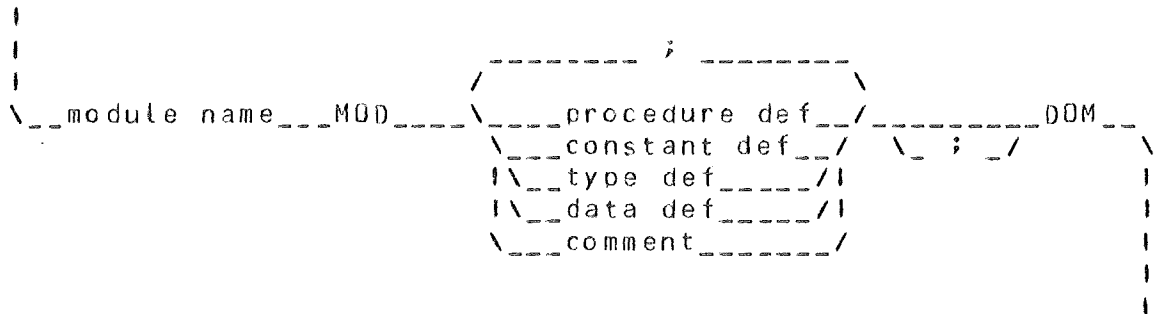 ;
module name MOD procedure def DOM
constant def ;
type def
data def
comment